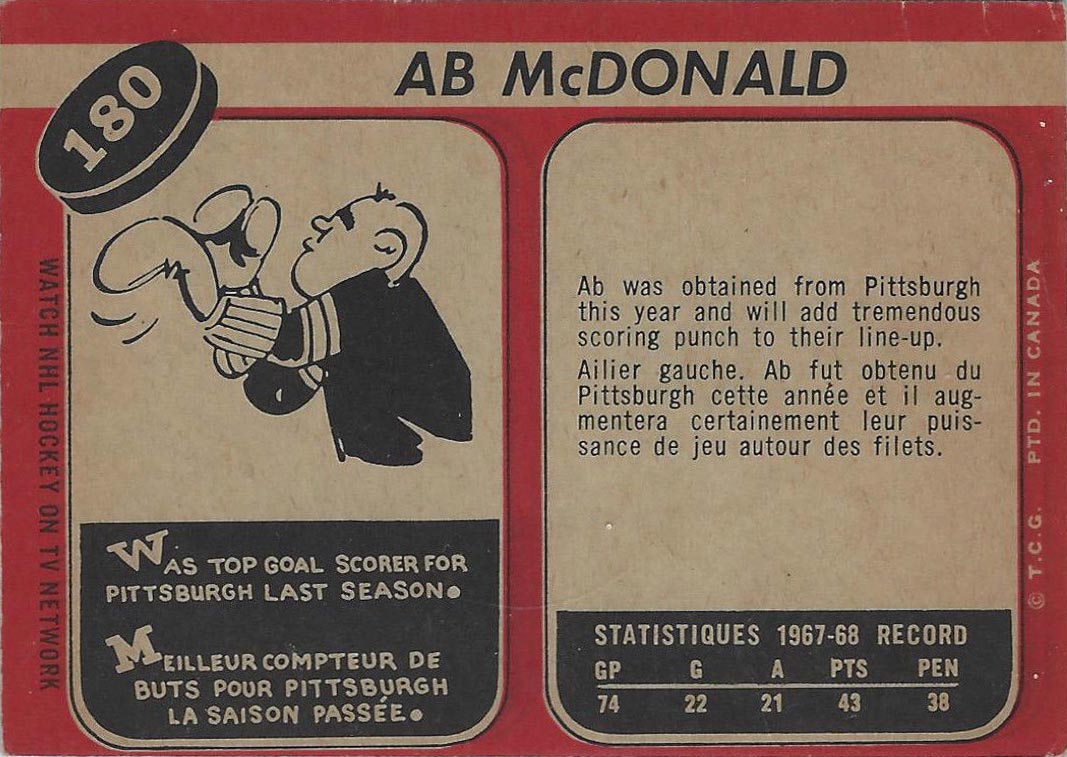 180
AB McDONALD
WATCH NHL HOCKEY ON TV NETWORK
WAS TOP GOAL SCORER FOR
PITTSBURGH LAST SEASON.
MEILLEUR COMPTEUR DE
BUTS POUR PITTSBURGH
LA SAISON PASSÉE.
Ab was obtained from Pittsburgh
this year and will add tremendous
scoring punch to their line-up.
Ailier gauche. Ab fut obtenu du
Pittsburgh cette année et il aug-
mentera certainement leur puis-
sance de jeu autour des filets.
STATISTIQUES 1967-68 RECORD
GP G A PTS PEN
74 22 21 43 38
© T.C.G. PTD. IN CANADA